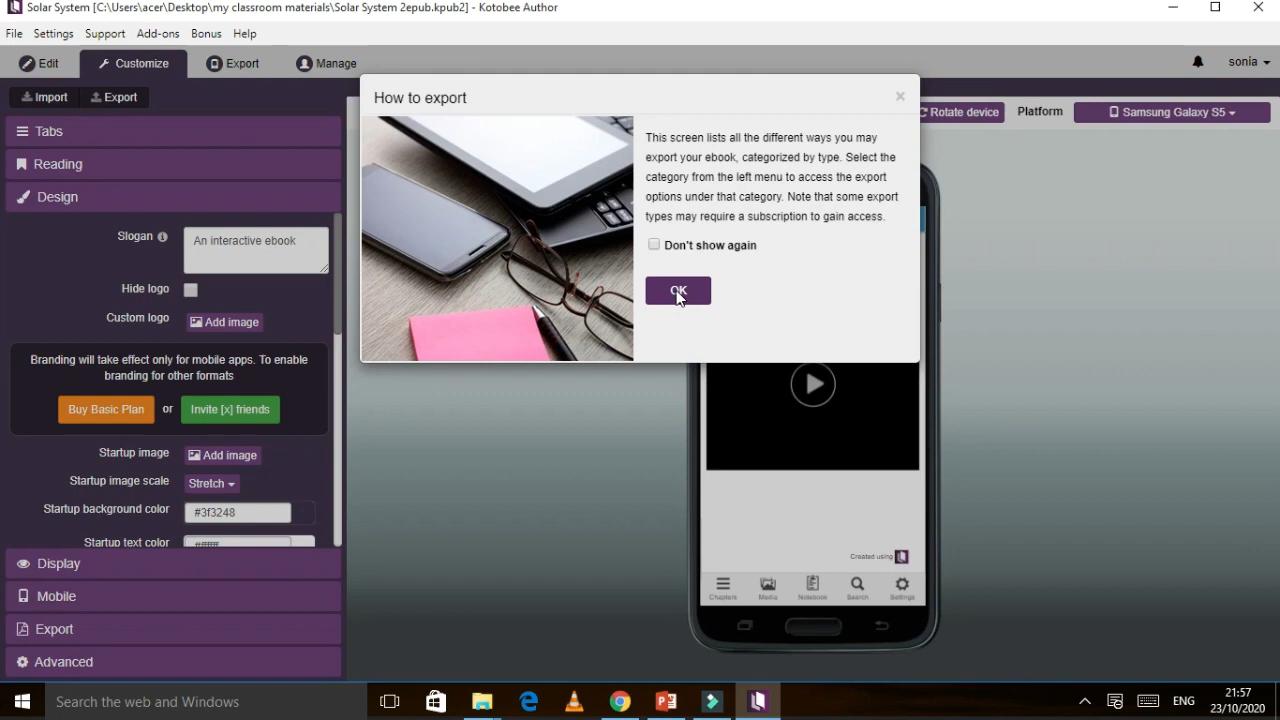 Solar System [C:\Users\acer\Desktop\my classroom materials\Solar System 2epub.kpub2] - Kotobee Author
File Settings Support Add-ons Bonus Help
Edit Customize Export Manage sonia
Import Export
Rotate device Platform Samsung Galaxy S5
Tabs
Reading
Design
Slogan An interactive ebook
Hide logo
Custom logo Add image
Branding will take effect only for mobile apps. To enable
branding for other formats
Buy Basic Plan or Invite [x] friends
Startup image Add image
Startup image scale Stretch
Startup background color #3f3248
Startup text color #ffffff
Display
Mobile
Export
Advanced
How to export ×
This screen lists all the different ways you may
export your ebook, categorized by type. Select the
category from the left menu to access the export
options under that category. Note that some export
types may require a subscription to gain access.
Don't show again
OK
Created using
Chapters Media Notebook Search Settings
Search the web and Windows
ENG
21:57
23/10/2020